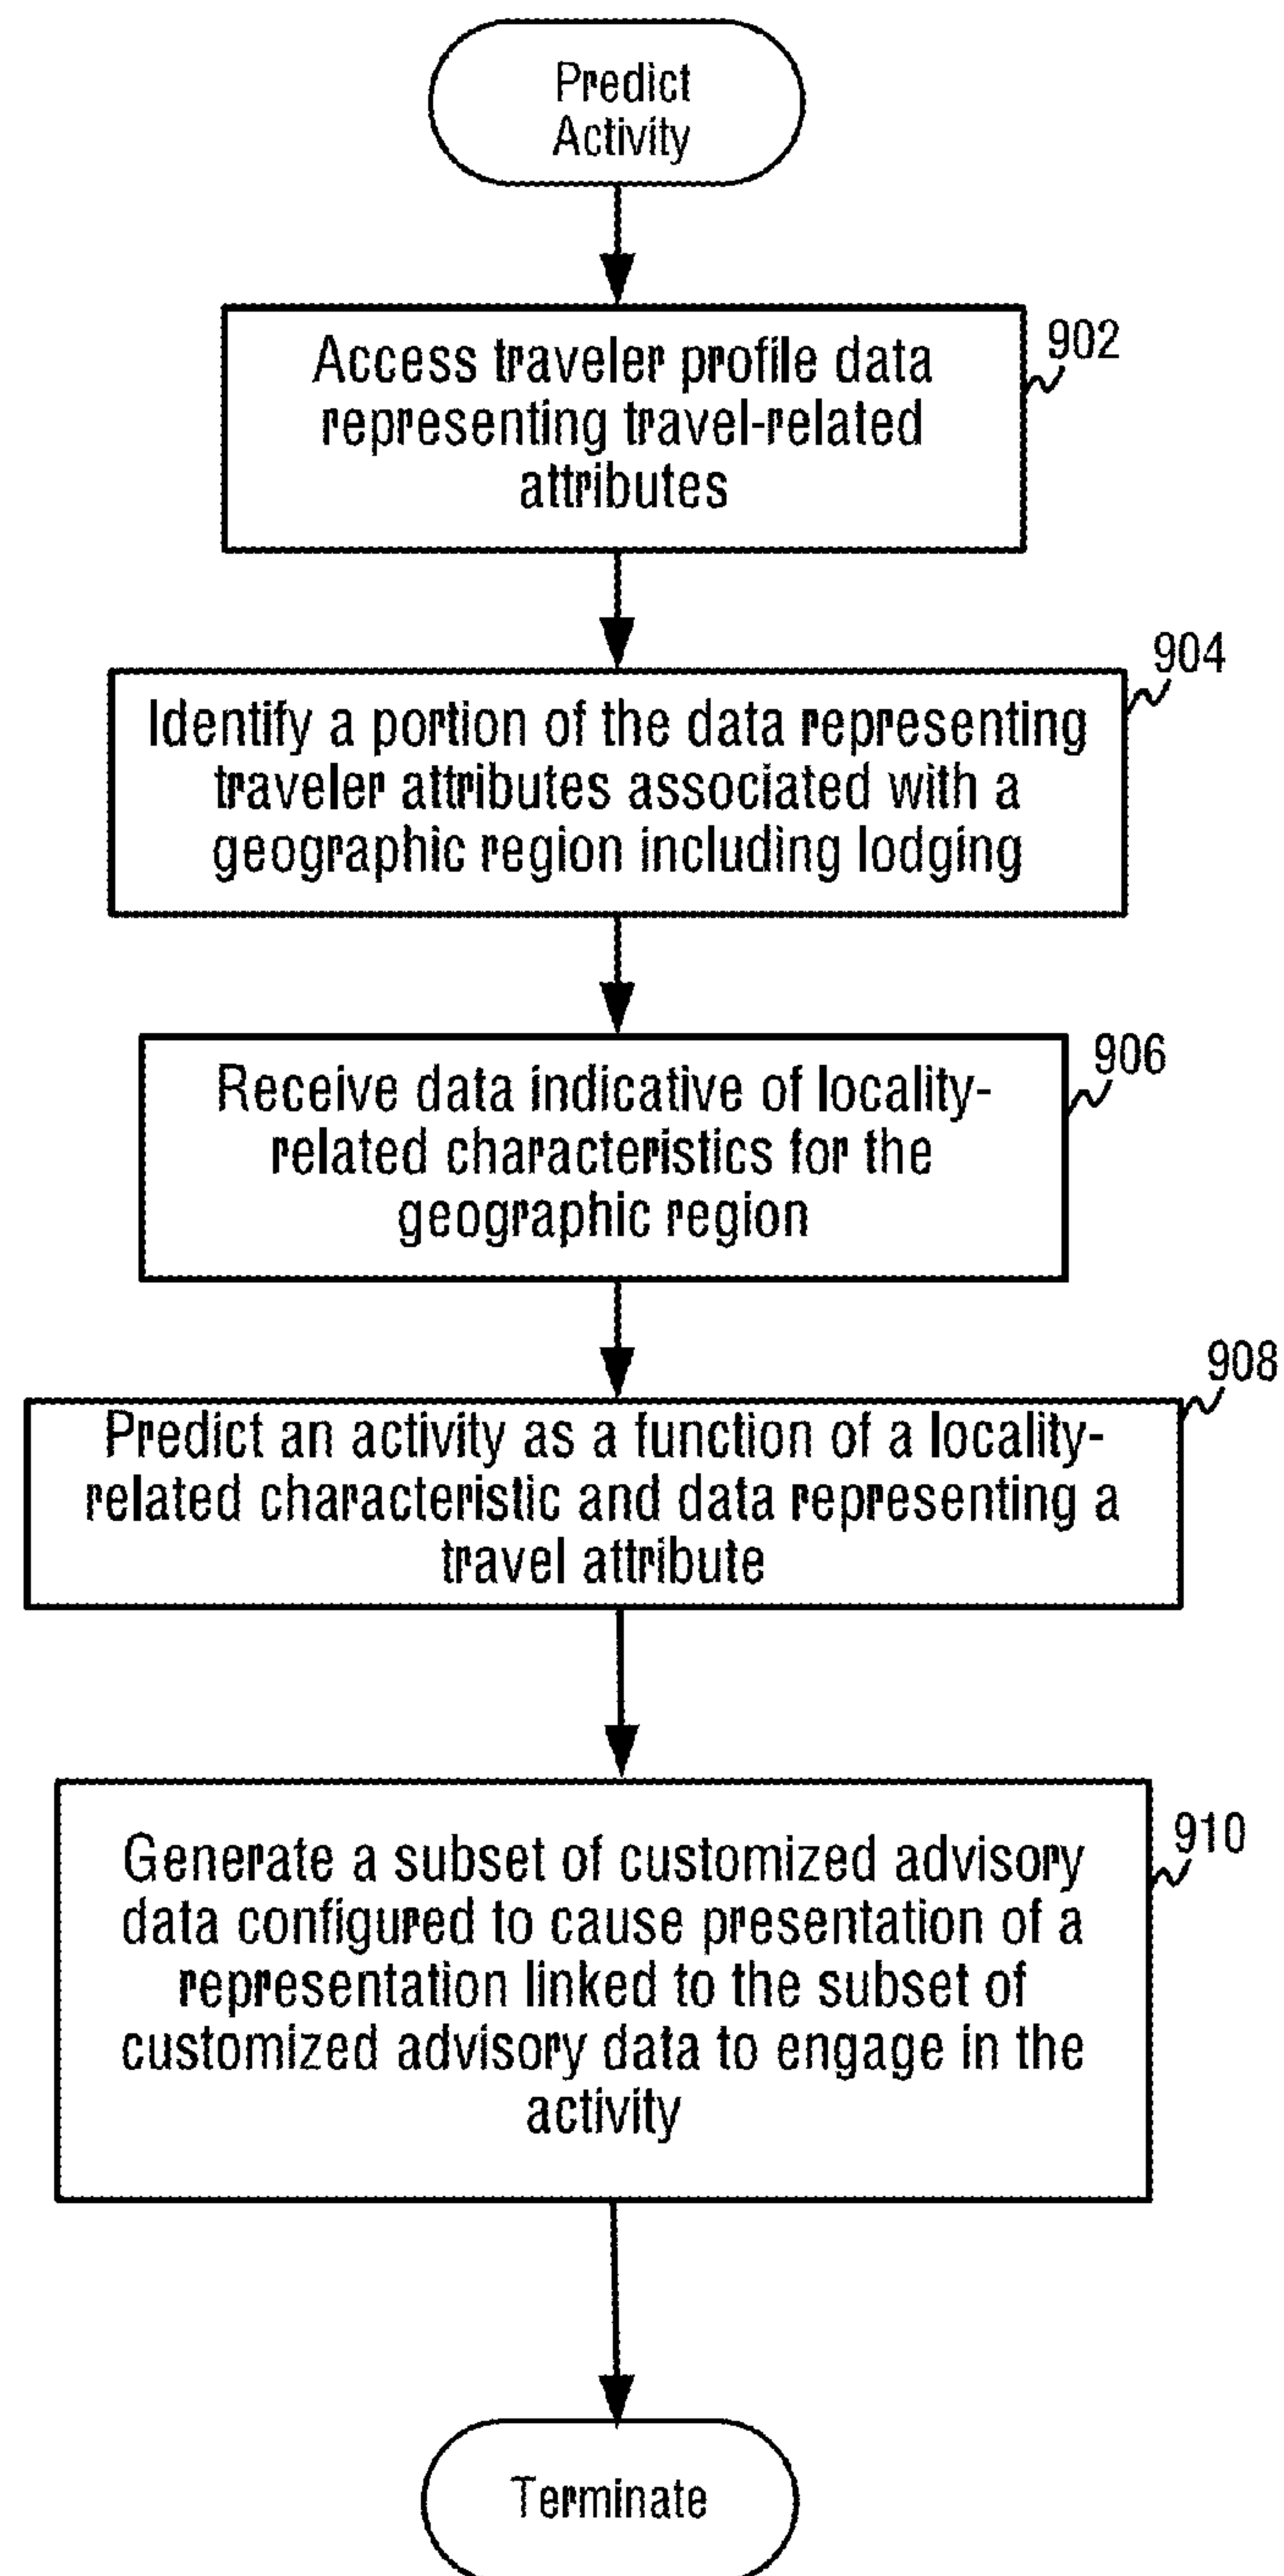 Predict
Activity
902
Access traveler profile data
representing travel-related
attributes
904
Identify a portion of the data representing
traveler attributes associated with a
geographic region including lodging
906
Receive data indicative of locality-
related characteristics for the
geographic region
908
Predict an activity as a function of a locality-
related characteristic and data representing a
travel attribute
910
Generate a subset of customized advisory
data configured to cause presentation of a
representation linked to the subset of
customized advisory data to engage in the
activity
Terminate